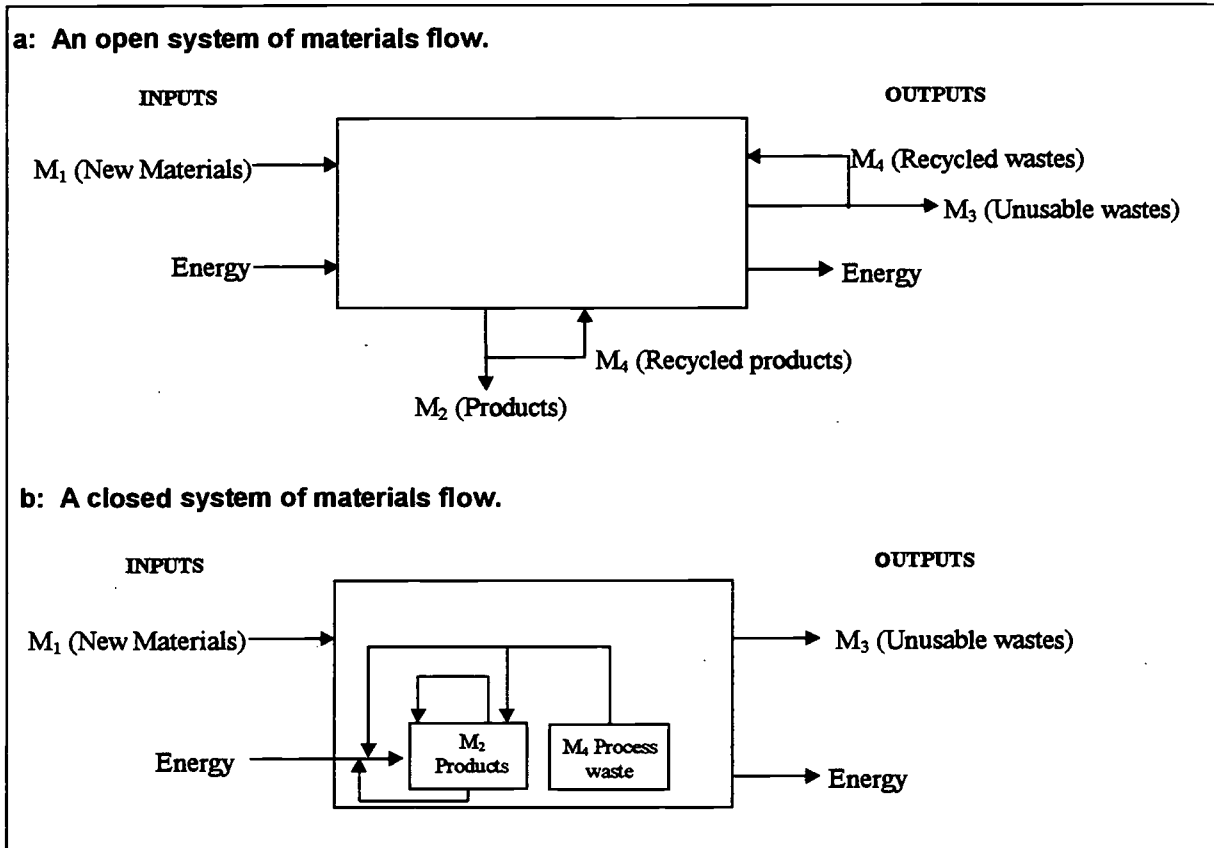 a: An open system of materials flow.
INPUTS
OUTPUTS
M₁ (New Materials)
M₄ (Recycled wastes)
M₃ (Unusable wastes)
Energy
Energy
M₄ (Recycled products)
M₂ (Products)
b: A closed system of materials flow.
INPUTS
OUTPUTS
M₁ (New Materials)
M₃ (Unusable wastes)
Energy
M₂
Products
M₄ Process
waste
Energy